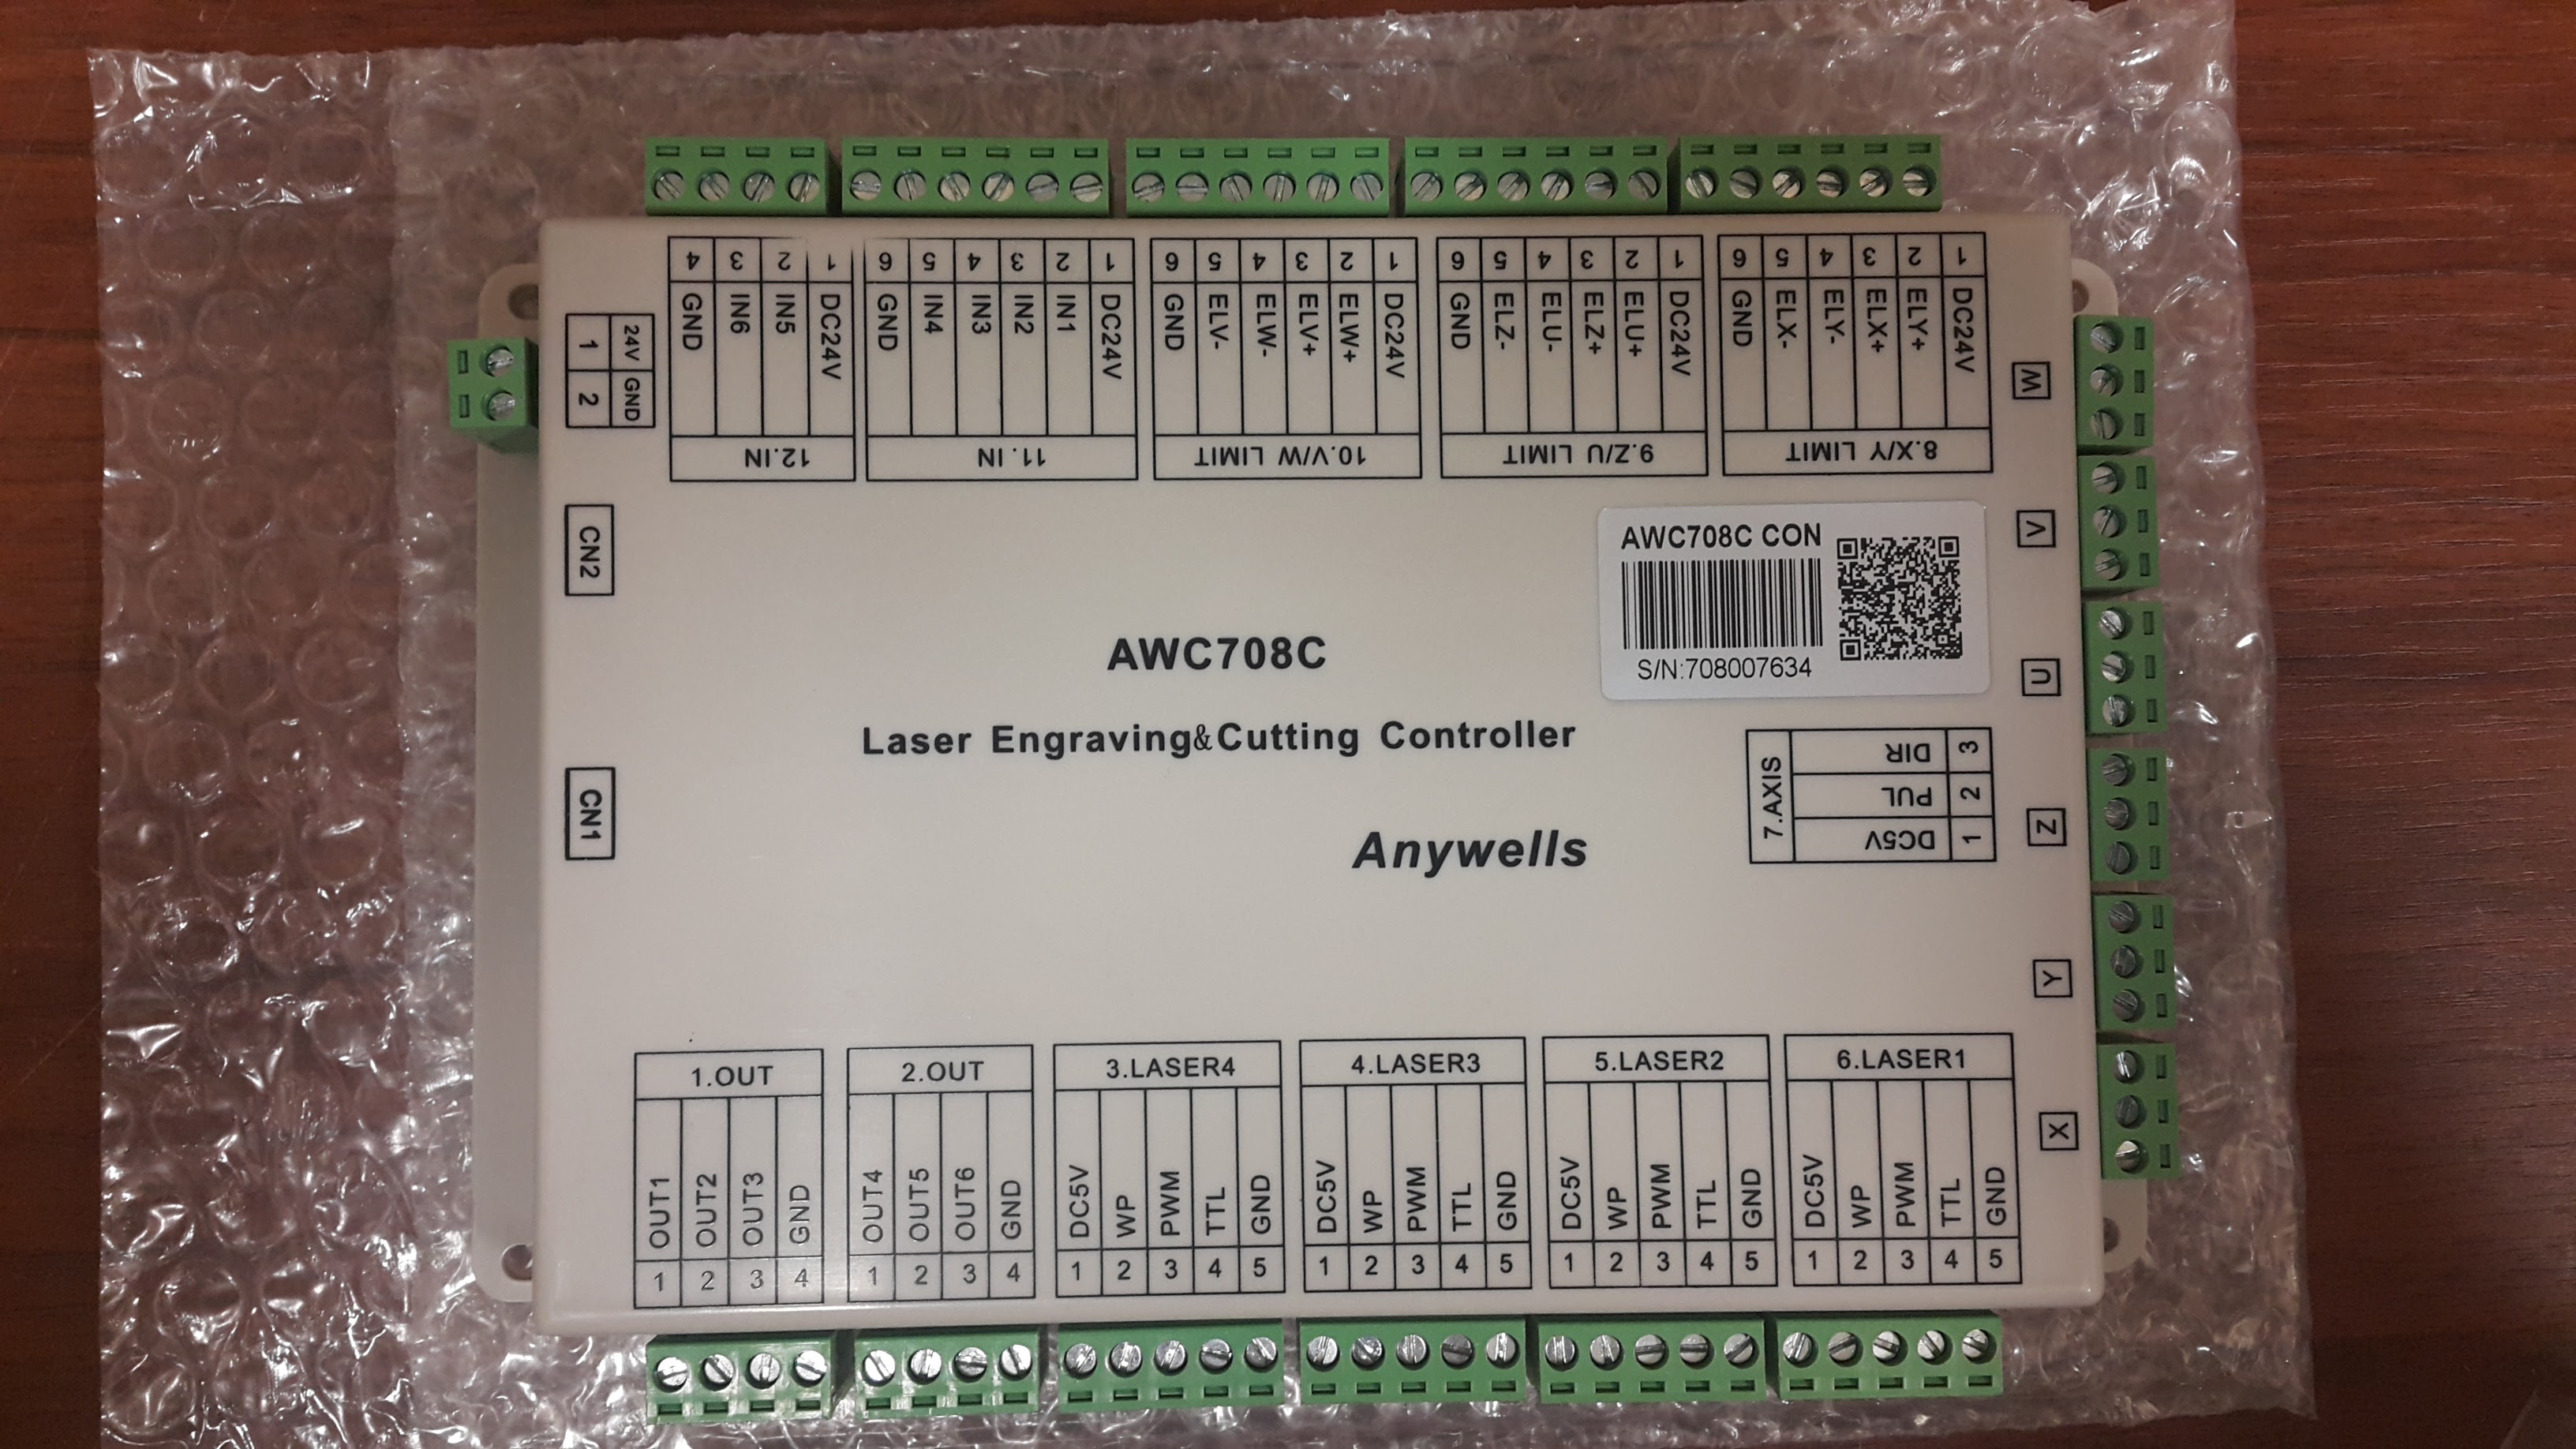 4 3 2 1
GND IN6 IN5 DC24V
12.IN
6 5 4 3 2 1
GND IN4 IN3 IN2 IN1 DC24V
11.IN
6 5 4 3 2 1
GND ELV- ELW- ELV+ ELW+ DC24V
10.V/W LIMIT
6 5 4 3 2 1
GND ELZ- ELU- ELZ+ ELU+ DC24V
9.Z/U LIMIT
6 5 4 3 2 1
GND ELX- ELY- ELX+ ELY+ DC24V
8.X/Y LIMIT
1 24V
2 GND
CN2
CN1
AWC708C CON
S/N:708007634
AWC708C
Laser Engraving&Cutting Controller
Anywells
7.AXIS
DIR 3
PUL 2
DC5V 1
W
V
U
Z
Y
X
1.OUT
OUT1 OUT2 OUT3 GND
1 2 3 4
2.OUT
OUT4 OUT5 OUT6 GND
1 2 3 4
3.LASER4
DC5V WP PWM TTL GND
1 2 3 4 5
4.LASER3
DC5V WP PWM TTL GND
1 2 3 4 5
5.LASER2
DC5V WP PWM TTL GND
1 2 3 4 5
6.LASER1
DC5V WP PWM TTL GND
1 2 3 4 5